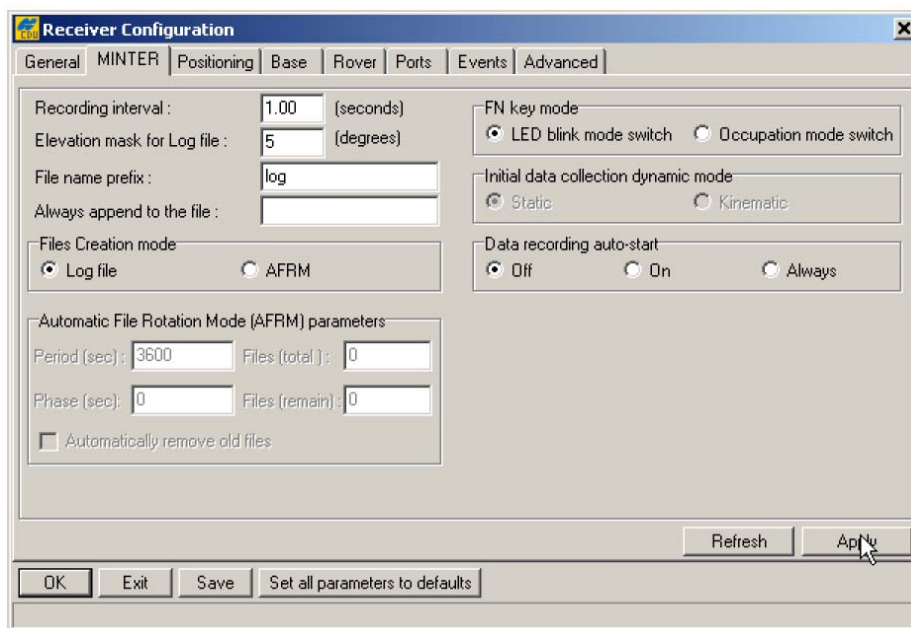 CDU Receiver Configuration
General MINTER Positioning Base Rover Ports Events Advanced
Recording interval : 1.00 (seconds)
Elevation mask for Log file : 5 (degrees)
File name prefix : log
Always append to the file :
Files Creation mode
Log file AFRM
Automatic File Rotation Mode (AFRM) parameters
Period (sec) : 3600 Files (total ) : 0
Phase (sec): 0 Files (remain) : 0
Automatically remove old files
FN key mode
LED blink mode switch Occupation mode switch
Initial data collection dynamic mode
Static Kinematic
Data recording auto-start
Off On Always
Refresh Apply
OK Exit Save Set all parameters to defaults